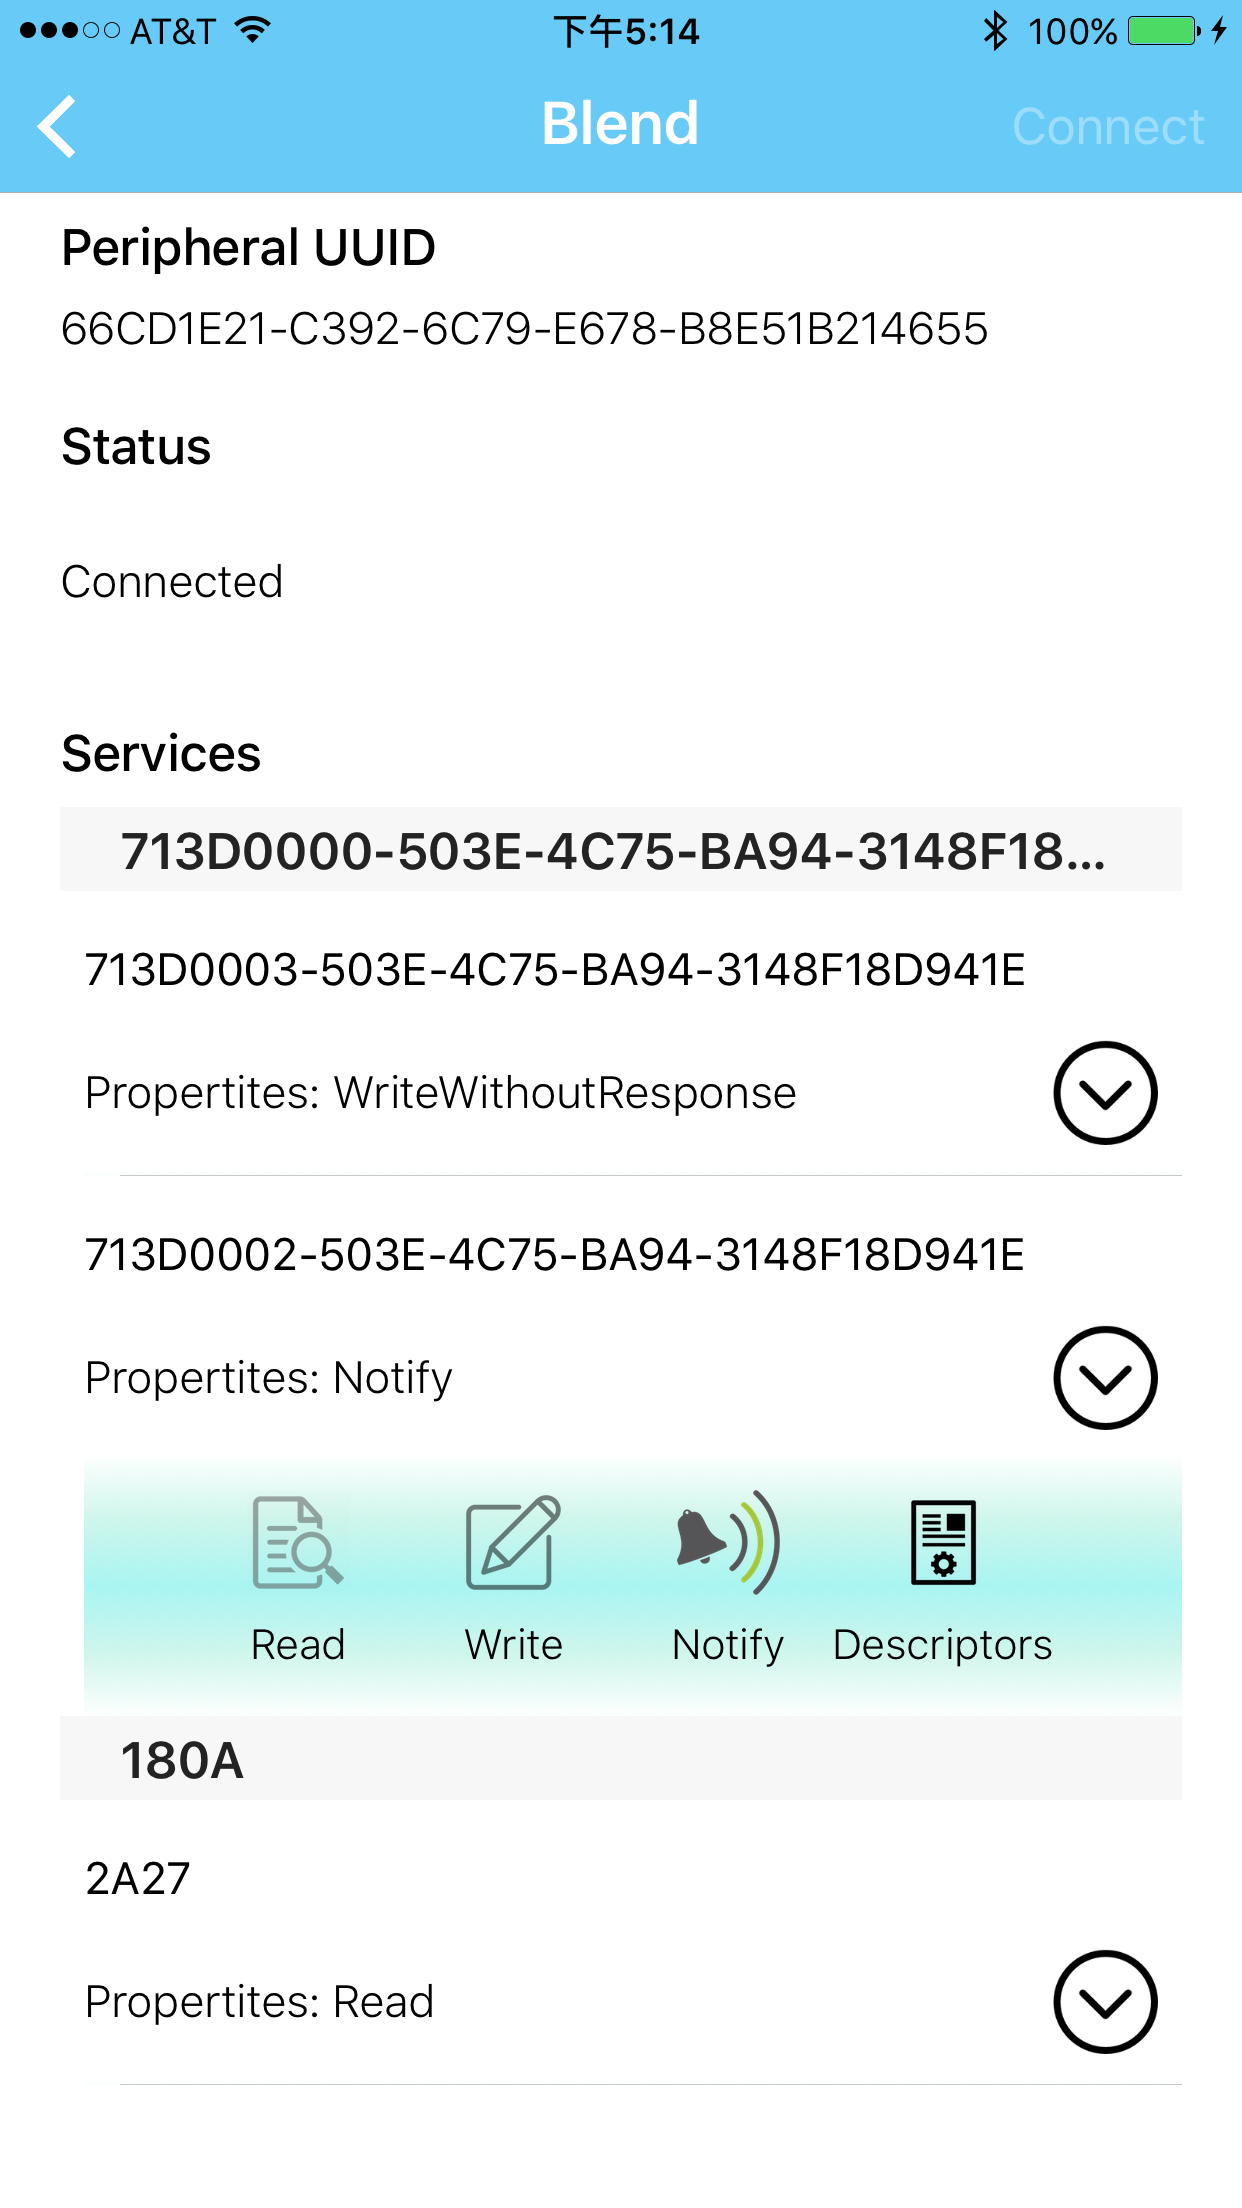 AT&T 下午5:14 100%
Blend Connect
Peripheral UUID
66CD1E21-C392-6C79-E678-B8E51B214655
Status
Connected
Services
713D0000-503E-4C75-BA94-3148F18...
713D0003-503E-4C75-BA94-3148F18D941E
Propertites: WriteWithoutResponse
713D0002-503E-4C75-BA94-3148F18D941E
Propertites: Notify
Read Write Notify Descriptors
180A
2A27
Propertites: Read